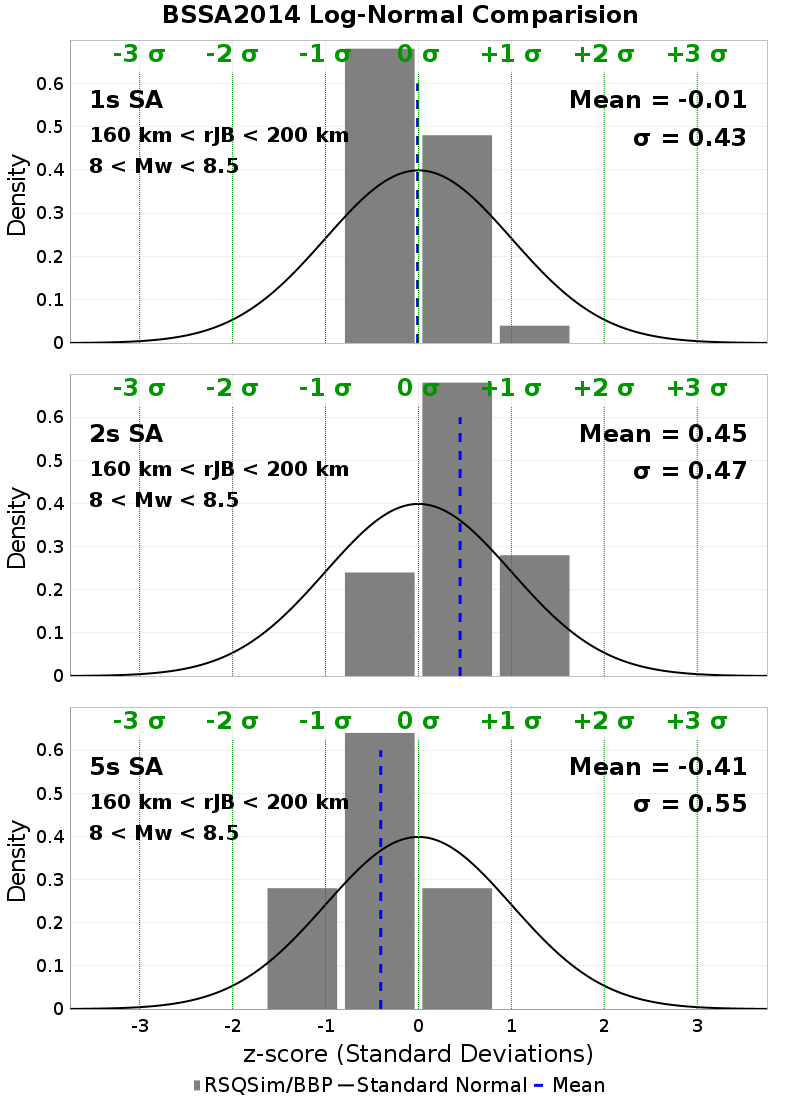 BSSA2014 Log-Normal Comparision
-3 σ -2 σ -1 σ 0 σ +1 σ +2 σ +3 σ
1s SA Mean = -0.01
160 km < rJB < 200 km σ = 0.43
8 < Mw < 8.5
0.6
0.5
0.4
0.3
0.2
0.1
0
Density
-3 σ -2 σ -1 σ 0 σ +1 σ +2 σ +3 σ
2s SA Mean = 0.45
160 km < rJB < 200 km σ = 0.47
8 < Mw < 8.5
0.6
0.5
0.4
0.3
0.2
0.1
0
Density
-3 σ -2 σ -1 σ 0 σ +1 σ +2 σ +3 σ
5s SA Mean = -0.41
160 km < rJB < 200 km σ = 0.55
8 < Mw < 8.5
0.6
0.5
0.4
0.3
0.2
0.1
0
Density
-3 -2 -1 0 1 2 3
z-score (Standard Deviations)
RSQSim/BBP Standard Normal Mean